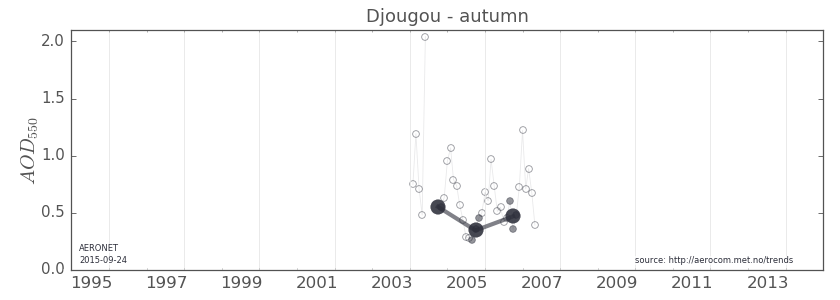 Djougou - autumn
2.0
1.5
1.0
0.5
0.0
AOD550
AERONET
2015-09-24
source: http://aerocom.met.no/trends
1995 1997 1999 2001 2003 2005 2007 2009 2011 2013